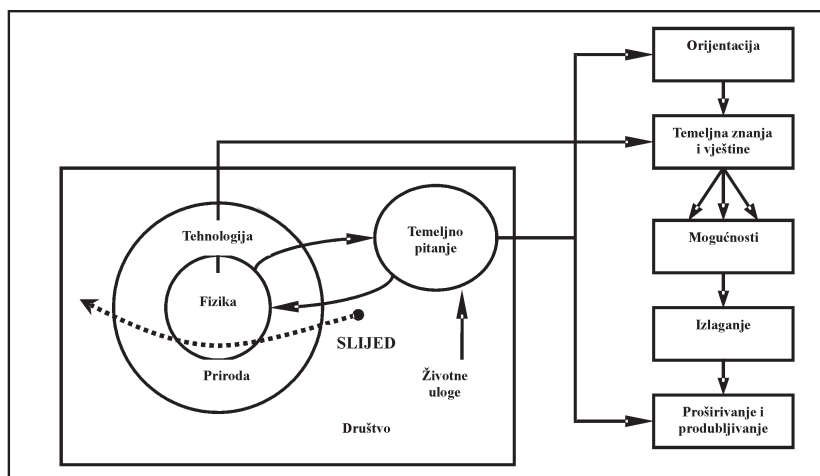 Tehnologija
Fizika
Priroda
Temeljno
pitanje
SLIJED
Životne
uloge
Društvo
Orijentacija
Temeljna znanja
i vještine
Mogućnosti
Izlaganje
Proširivanje i
produbljivanje